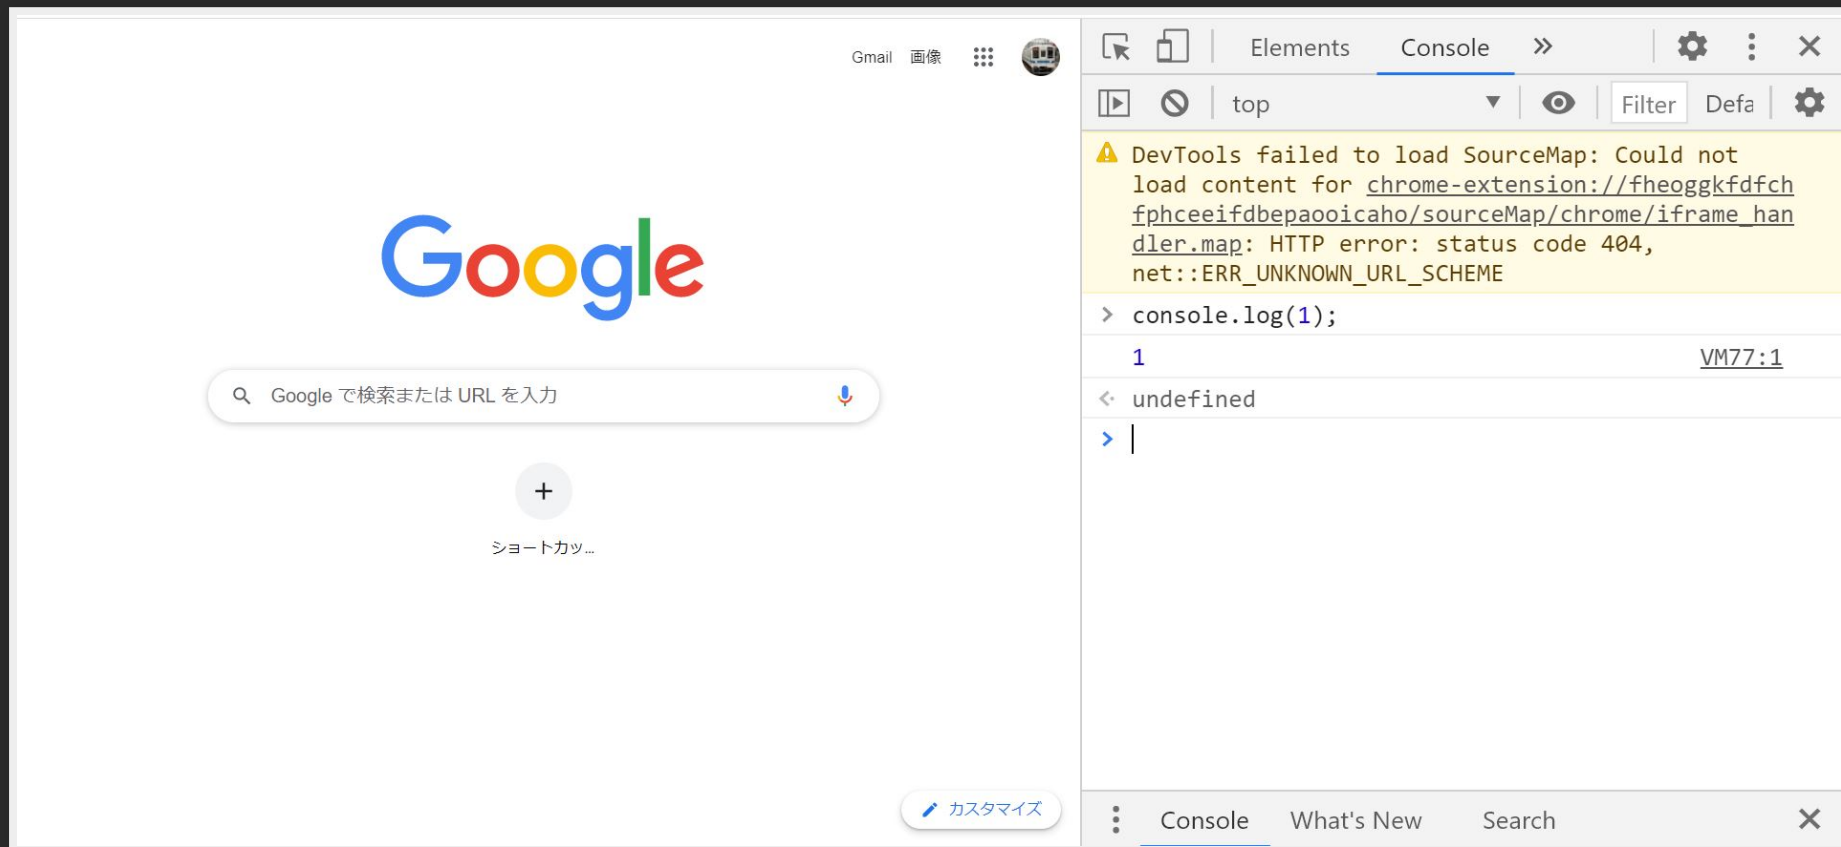 Gmail 画像
Google
Google で検索または URL を入力
ショートカッ...
カスタマイズ
Elements Console
top Filter Defa
DevTools failed to load SourceMap: Could not
load content for chrome-extension://fheoggkfdfch
fphceeifdbepaooicaho/sourceMap/chrome/iframe_han
dler.map: HTTP error: status code 404,
net::ERR_UNKNOWN_URL_SCHEME
console.log(1);
1 VM77:1
undefined
Console What's New Search